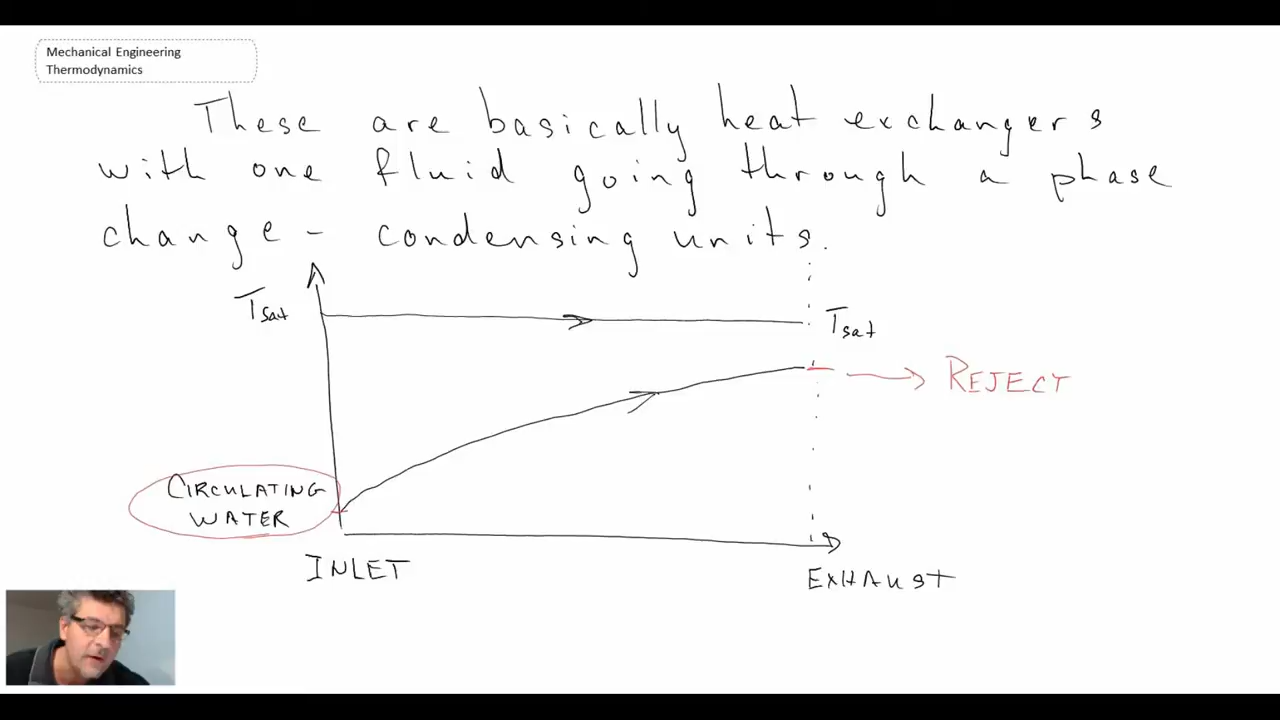 Mechanical Engineering
Thermodynamics
These are basically heat exchangers
with one fluid going through a phase
change - condensing units.
Tsat
Tsat
REJECT
CIRCULATING
WATER
INLET
EXHAUST